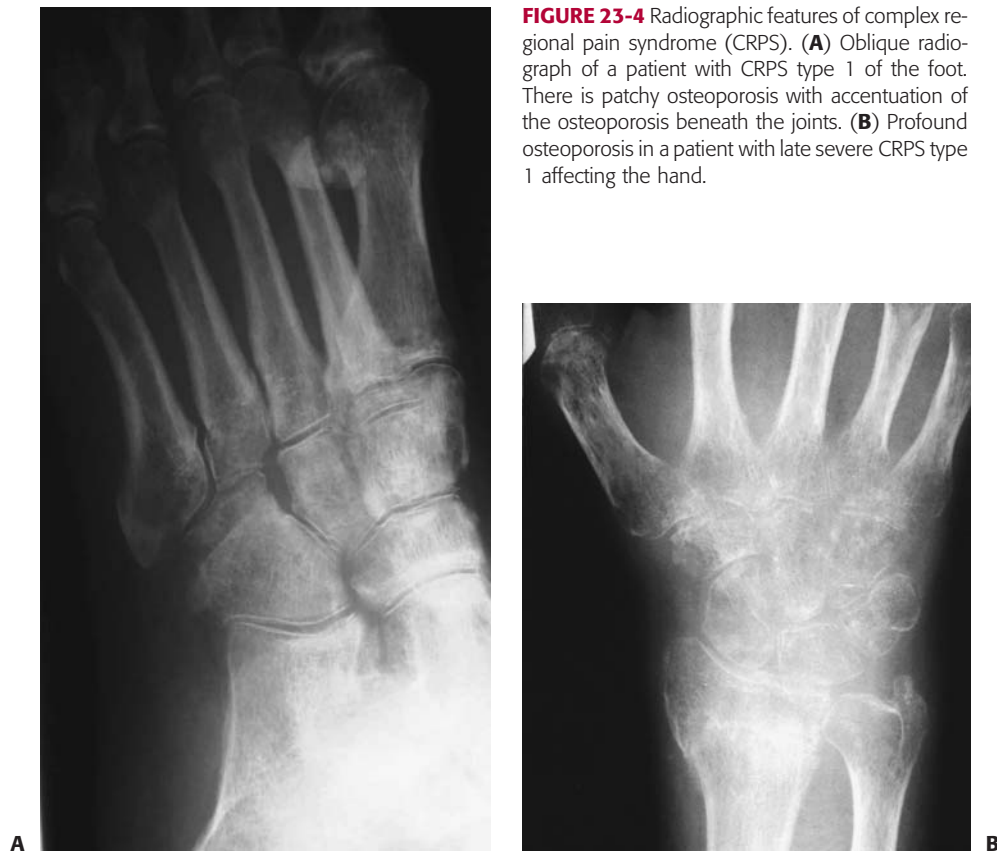 FIGURE 23-4 Radiographic features of complex re-
gional pain syndrome (CRPS). (A) Oblique radio-
graph of a patient with CRPS type 1 of the foot.
There is patchy osteoporosis with accentuation of
the osteoporosis beneath the joints. (B) Profound
osteoporosis in a patient with late severe CRPS type
1 affecting the hand.
A
B